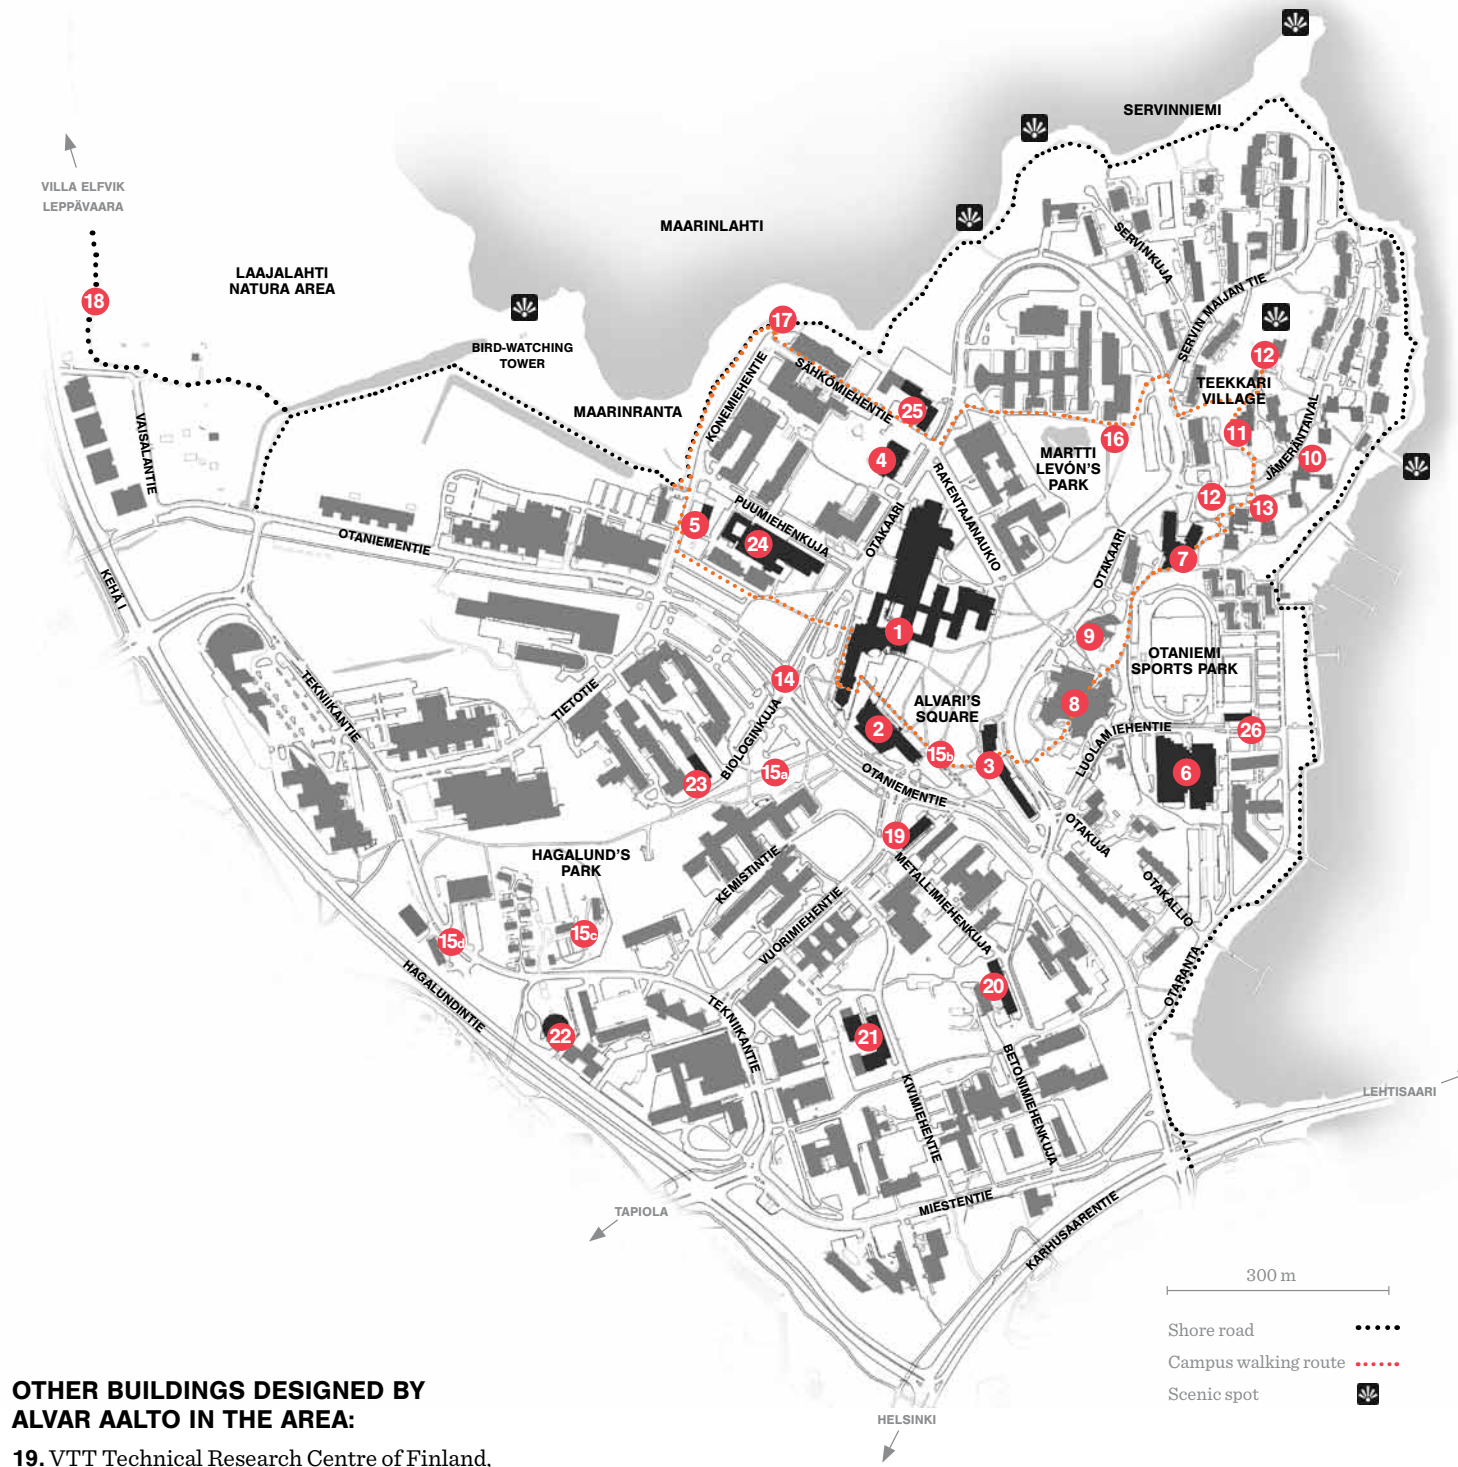 SERVINNIEMI
VILLA ELFVIK
LEPPÄVAARA
MAARINLAHTI
SERVINKUJA
LAAJALAHTI
NATURA AREA
18
SERVIN MAIJAN TIE
17
BIRD-WATCHING
TOWER
12
SÄHKÖMIEHENTIE
KONEMIEHENTIE
TEEKKARI
VILLAGE
MAARINRANTA
25
VAISALANTIE
11
16
JÄMERÄNTAIVAL
10
4
MARTTI
LEVÓN'S
PARK
RAKENTAJANAUKIO
12
13
5
PUUMIEHENKUJA
OTAKAARI
24
OTANIEMENTIE
OTAKAARI
7
KEHÄ I
1
9
OTANIEMI
SPORTS PARK
14
TEKNIIKANTIE
TIETOTIE
ALVARI'S
SQUARE
8
2
BIOLOGINKUJA
LUOLAMIEHENTIE
26
15b
3
15a
6
23
OTANIEMENTIE
19
OTAKUJA
HAGALUND'S
PARK
KEMISTINTIE
METALLIMIEHENKUJA
OTAKALLIO
VUORIMIEHENTIE
15d
15c
OTARANTA
HAGALUNDINTIE
20
TEKNIIKANTIE
22
21
BETONIMIEHENKUJA
KIVIMIEHENTIE
LEHTISAARI
MIESTENTIE
TAPIOLA
KARHUSAARENTIE
300 m
Shore road
Campus walking route
Scenic spot
HELSINKI
OTHER BUILDINGS DESIGNED BY
ALVAR AALTO IN THE AREA:
19. VTT Technical Research Centre of Finland,